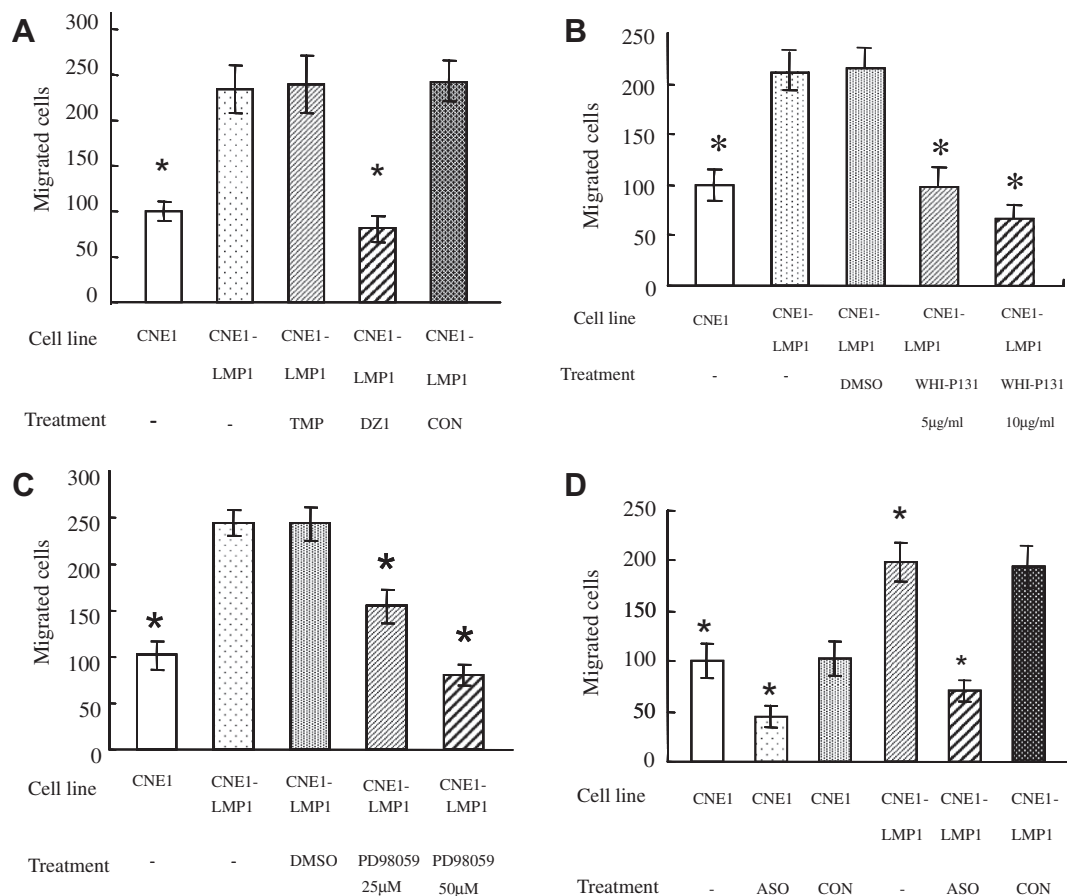 A
Migrated cells
300
250
200
150
100
50
0
*
*
Cell line
CNE1 CNE1- CNE1- CNE1- CNE1-
LMP1 LMP1 LMP1 LMP1
Treatment - - TMP DZ1 CON
B
Migrated cells
250
200
150
100
50
0
*
*
*
Cell line
CNE1 CNE1- CNE1- CNE1- CNE1-
LMP1 LMP1 LMP1 LMP1
Treatment - - DMSO WHI-P131 WHI-P131
5µg/ml 10µg/ml
C
Migrated cells
300
250
200
150
100
50
0
*
*
*
Cell line
CNE1 CNE1- CNE1- CNE1- CNE1-
LMP1 LMP1 LMP1 LMP1
Treatment - - DMSO PD98059 PD98059
25µM 50µM
D
Migrated cells
250
200
150
100
50
0
*
*
*
*
Cell line CNE1 CNE1 CNE1 CNE1- CNE1- CNE1-
LMP1 LMP1 LMP1
Treatment - ASO CON - ASO CON